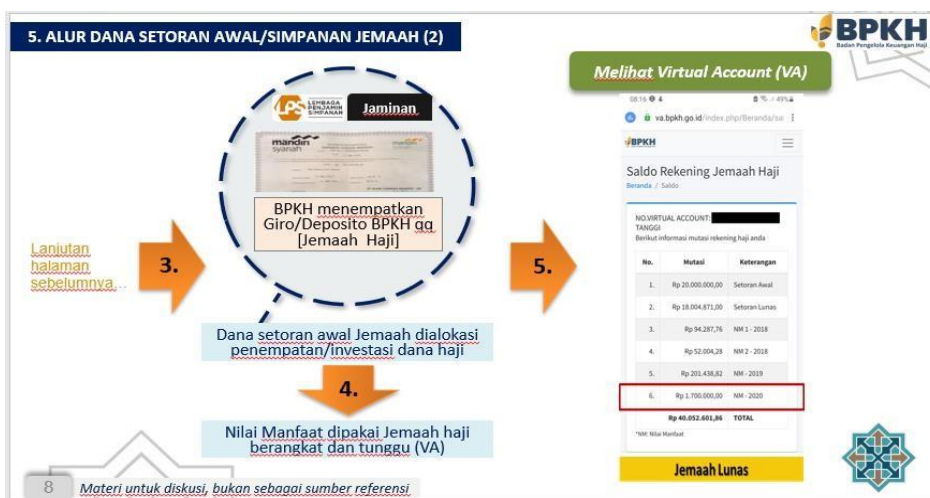 5. ALUR DANA SETORAN AWAL/SIMPANAN JEMAAH (2)
BPKH
Badan Pengelola Keuangan Haji
LPS LEMBAGA PENJAMIN SIMPANAN
Jaminan
mandiri syariah
BPKH menempatkan
Giro/Deposito BPKH qq
[Jemaah Haji]
Lanjutan
halaman
sebelumnya...
3.
5.
Dana setoran awal Jemaah dialokasi
penempatan/investasi dana haji
4.
Nilai Manfaat dipakai Jemaah haji
berangkat dan tunggu (VA)
Melihat Virtual Account (VA)
08:16
49%
va.bpkh.go.id/index.php/Beranda/sal
BPKH
Saldo Rekening Jemaah Haji
Beranda / Saldo
NO.VIRTUAL ACCOUNT:
TANGGI
Berikut informasi mutasi rekening haji anda
No. Mutasi Keterangan
1. Rp 20.000.000,00 Setoran Awal
2. Rp 18.004.871,00 Setoran Lunas
3. Rp 94.287,76 NM 1 - 2018
4. Rp 52.004,28 NM 2 - 2018
5. Rp 201.438,82 NM - 2019
6. Rp 1.700.000,00 NM - 2020
Rp 40.052.601,86 TOTAL
*NM: Nilai Manfaat
Jemaah Lunas
8
Materi untuk diskusi, bukan sebagai sumber referensi